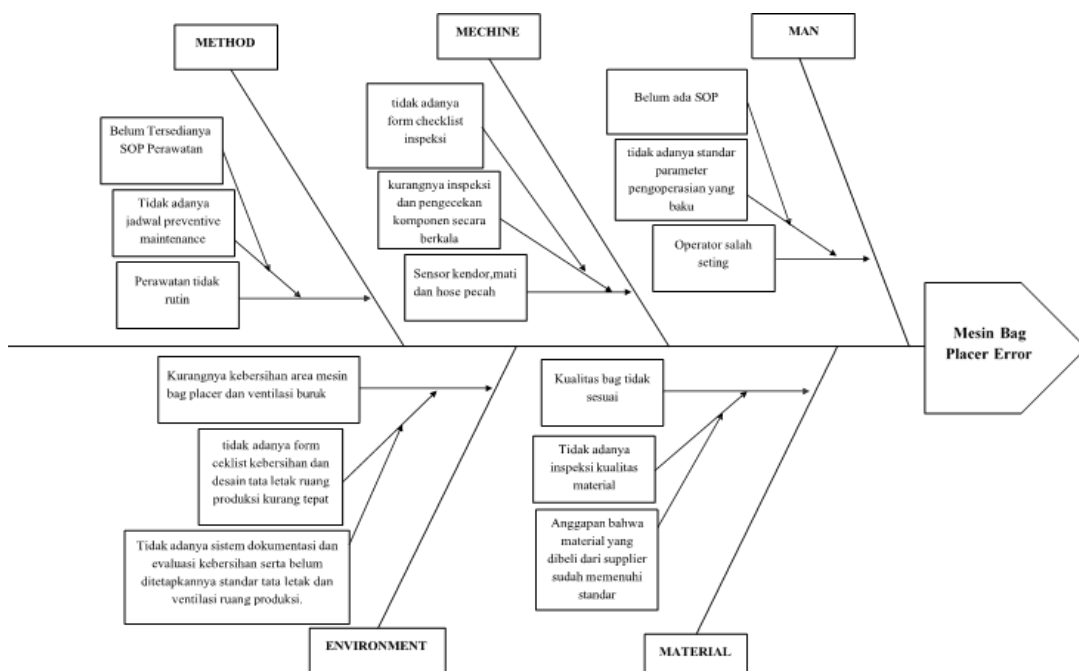 METHOD
MECHINE
MAN
Belum Tersedianya
SOP Perawatan
Tidak adanya
jadwal preventive
maintenance
Perawatan tidak
rutin
tidak adanya
form checklist
inspeksi
kurangnya inspeksi
dan pengecekan
komponen secara
berkala
Sensor kendor,mati
dan hose pecah
Belum ada SOP
tidak adanya standar
parameter
pengoperasian yang
baku
Operator salah
seting
Mesin Bag
Placer Error
Kurangnya kebersihan area mesin
bag placer dan ventilasi buruk
tidak adanya form
ceklist kebersihan dan
desain tata letak ruang
produksi kurang tepat
Tidak adanya sistem dokumentasi dan
evaluasi kebersihan serta belum
ditetapkannya standar tata letak dan
ventilasi ruang produksi.
Kualitas bag tidak
sesuai
Tidak adanya
inspeksi kualitas
material
Anggapan bahwa
material yang
dibeli dari supplier
sudah memenuhi
standar
ENVIRONMENT
MATERIAL